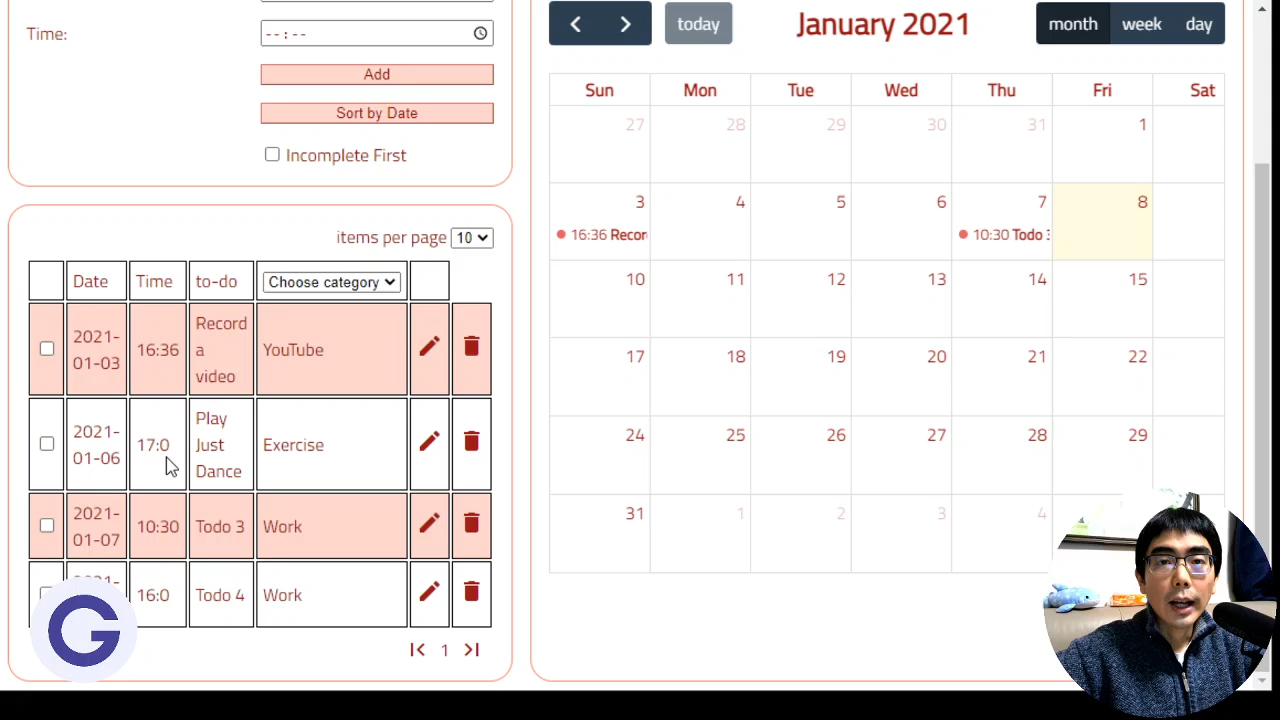 Time:
--:--
Add
Sort by Date
Incomplete First
items per page 10
Date Time to-do Choose category
2021-
01-03
16:36
Record
a
video
YouTube
2021-
01-06
17:0
Play
Just
Dance
Exercise
2021-
01-07
10:30
Todo 3
Work
16:0
Todo 4
Work
1
G
today
January 2021
month week day
Sun Mon Tue Wed Thu Fri Sat
27 28 29 30 31 1
3 4 5 6 7 8
16:36 Recor
10:30 Todo
10 11 12 13 14 15
17 18 19 20 21 22
24 25 26 27 28 29
31 1 2 3 4